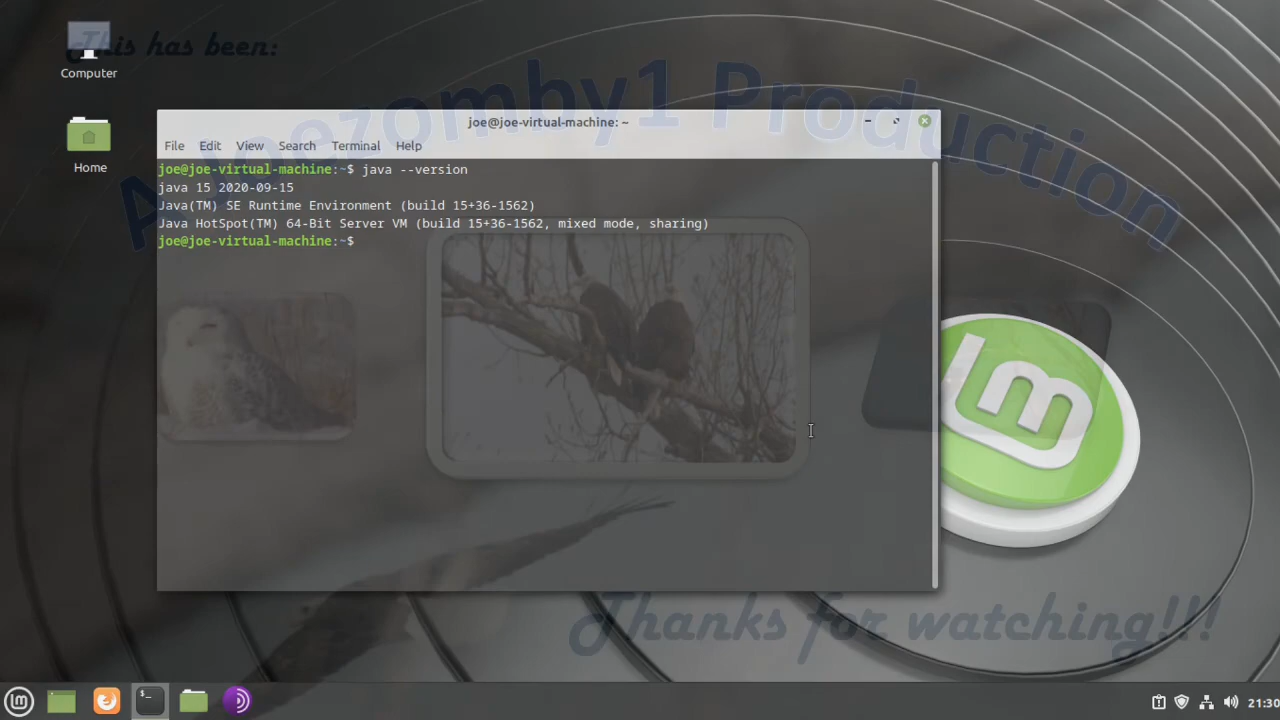 This has been:
A joezomby1 Production
Computer
Home
joe@joe-virtual-machine: ~
File Edit View Search Terminal Help
joe@joe-virtual-machine:~$ java --version
java 15 2020-09-15
Java(TM) SE Runtime Environment (build 15+36-1562)
Java HotSpot(TM) 64-Bit Server VM (build 15+36-1562, mixed mode, sharing)
joe@joe-virtual-machine:~$
Thanks for watching!!!
$_
21:30